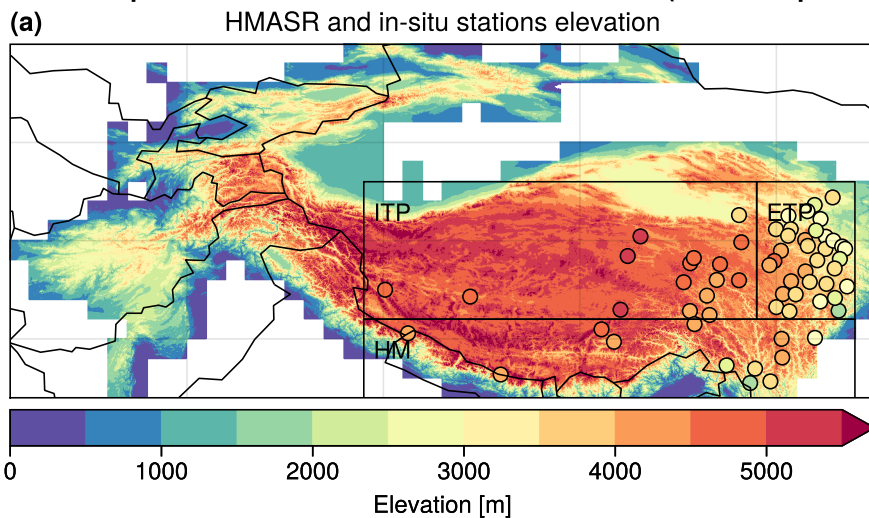 (a) HMASR and in-situ stations elevation
ITP ETP
HM
0 1000 2000 3000 4000 5000
Elevation [m]